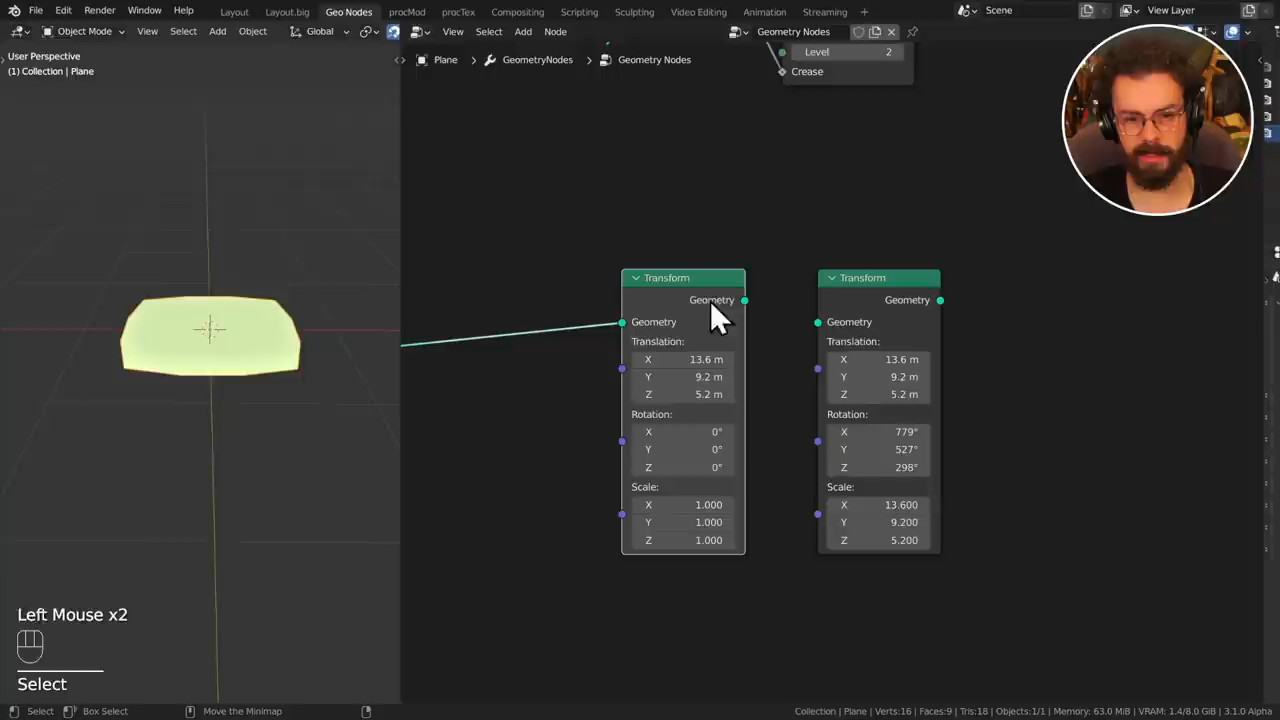 File Edit Render Window Help Layout Layout.big Geo Nodes procMod procTex Compositing Scripting Sculpting Video Editing Animation Streaming + Scene View Layer
Object Mode View Select Add Object Global View Select Add Node Geometry Nodes
User Perspective
(1) Collection | Plane
Plane > GeometryNodes > Geometry Nodes
Level 2
Crease
Transform
Geometry
Geometry
Translation:
X 13.6 m
Y 9.2 m
Z 5.2 m
Rotation:
X 0°
Y 0°
Z 0°
Scale:
X 1.000
Y 1.000
Z 1.000
Transform
Geometry
Geometry
Translation:
X 13.6 m
Y 9.2 m
Z 5.2 m
Rotation:
X 779°
Y 527°
Z 298°
Scale:
X 13.600
Y 9.200
Z 5.200
Left Mouse x2
Select
Select Box Select Move the Minimap Collection | Plane | Verts:16 | Faces:9 | Tris:18 | Objects:1/1 | Memory: 63.0 MiB | VRAM: 1.4/8.0 GiB | 3.1.0 Alpha